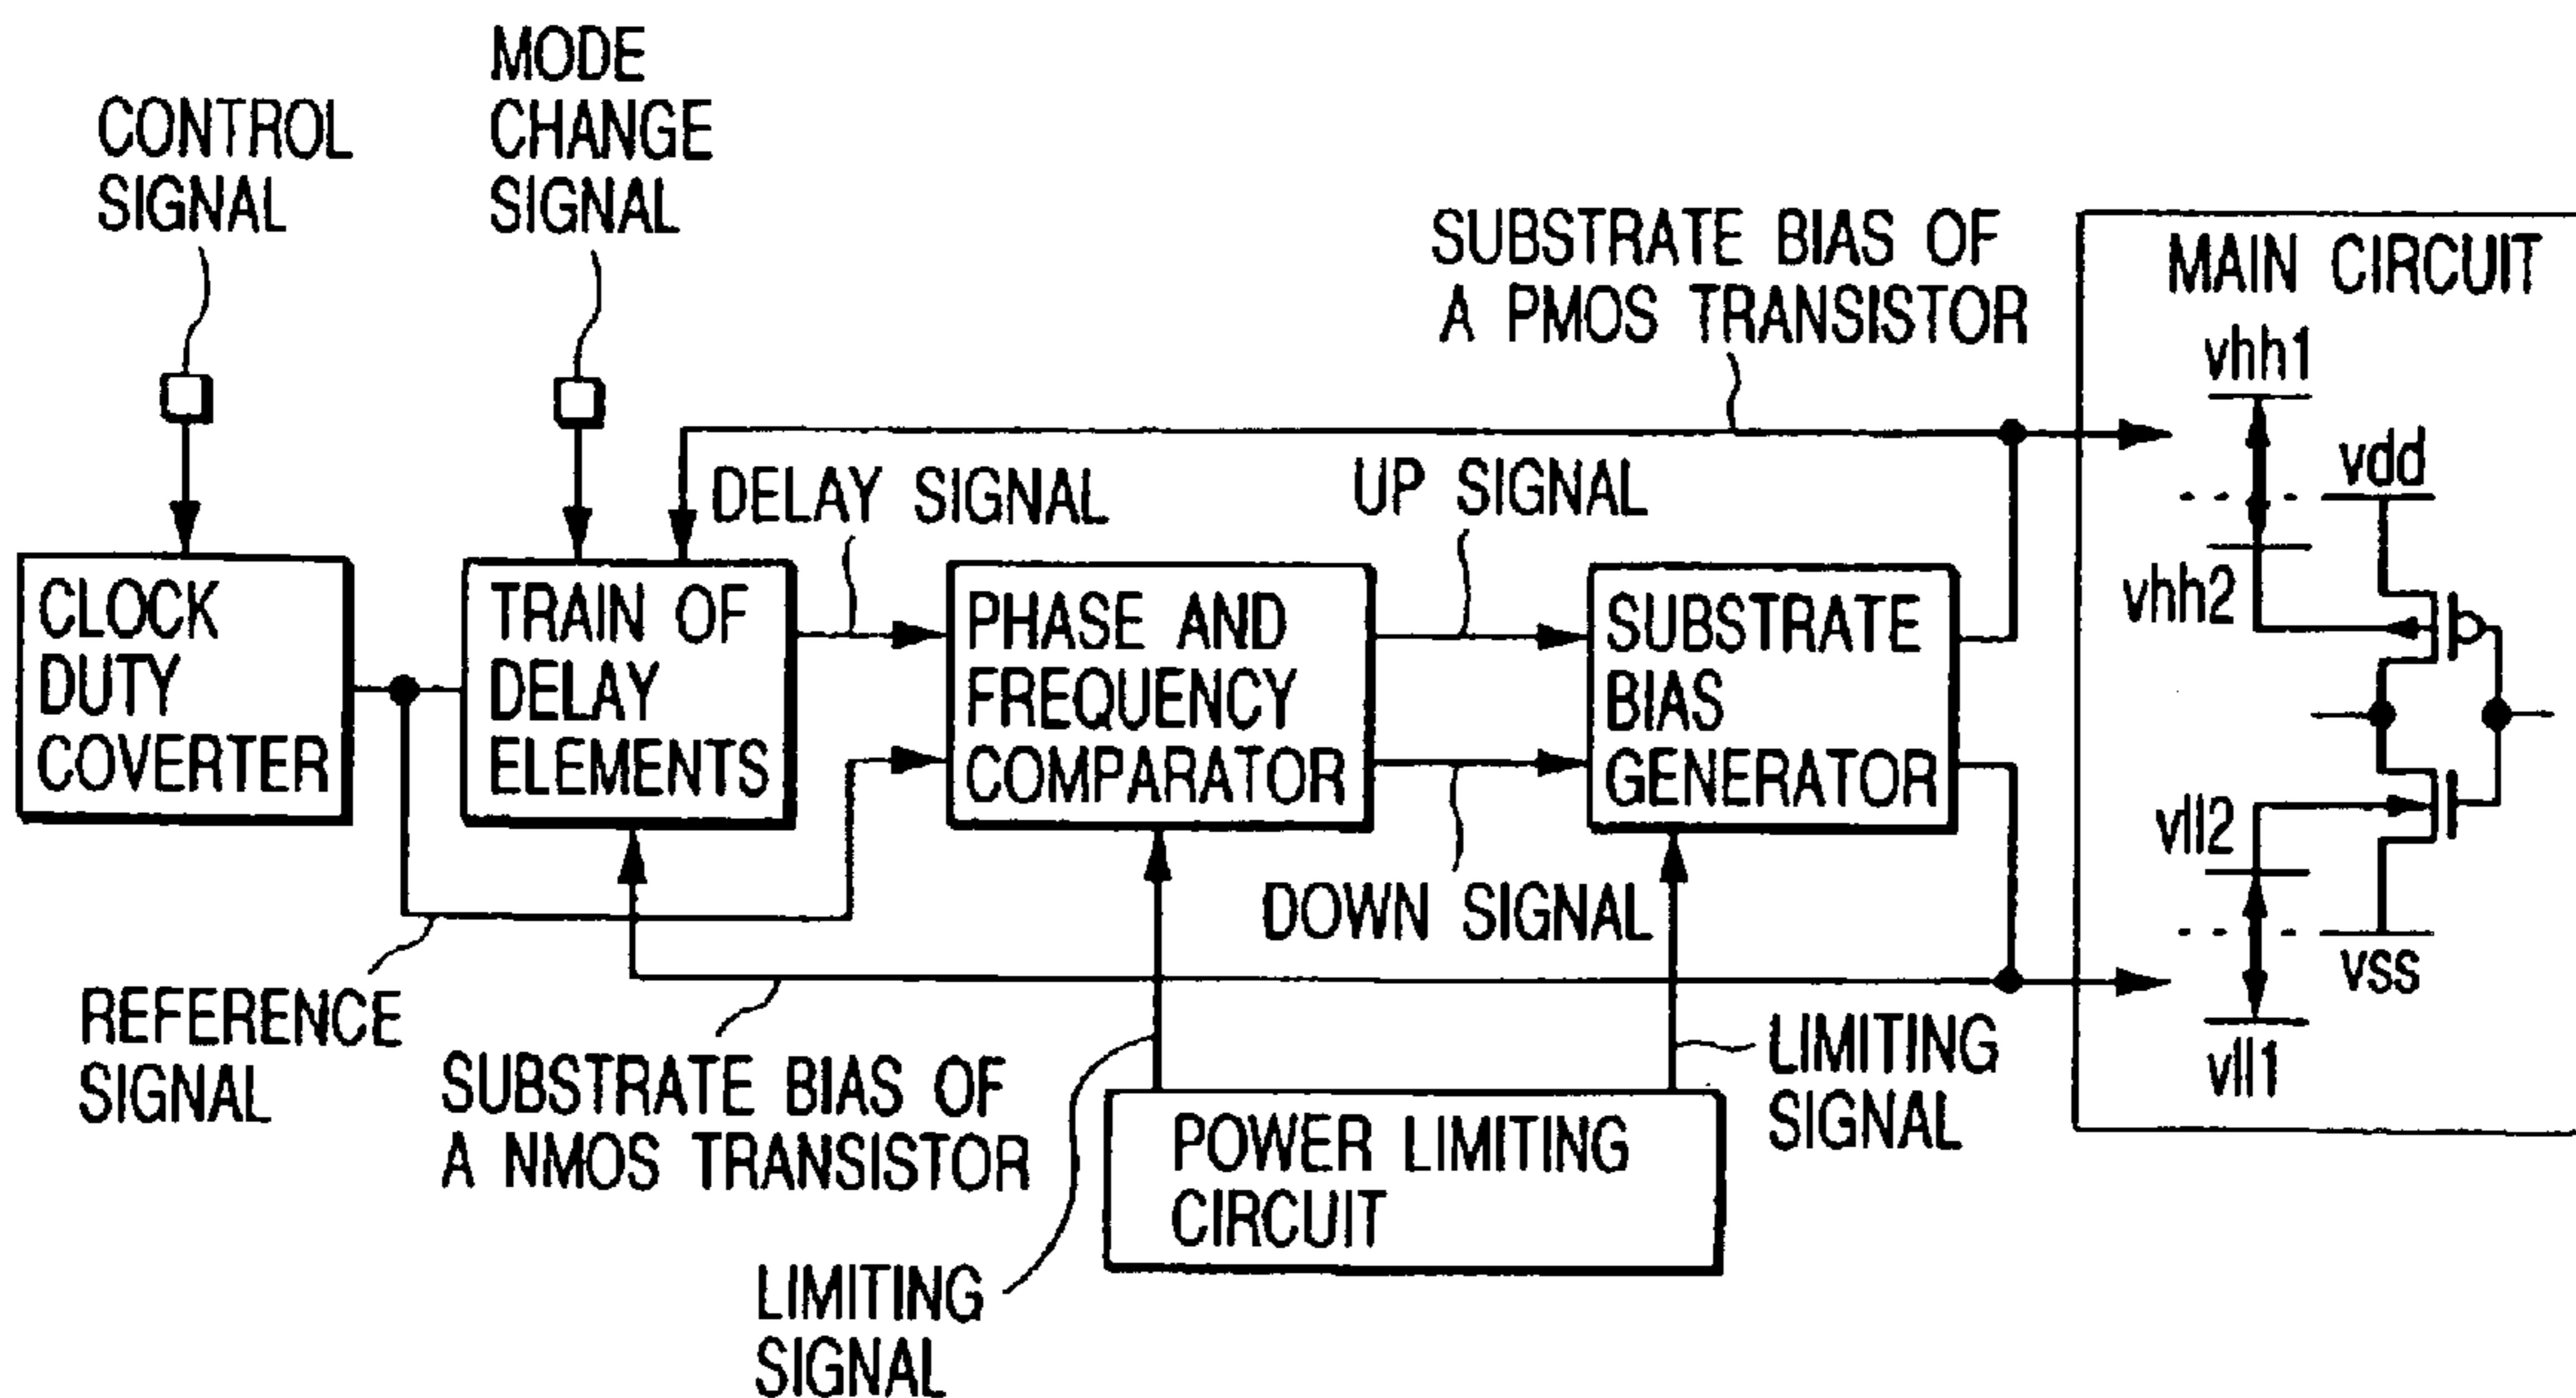 CONTROL
SIGNAL
MODE
CHANGE
SIGNAL
SUBSTRATE BIAS OF
A PMOS TRANSISTOR
MAIN CIRCUIT
vhh1
vdd
DELAY SIGNAL
UP SIGNAL
CLOCK
DUTY
COVERTER
TRAIN OF
DELAY
ELEMENTS
PHASE AND
FREQUENCY
COMPARATOR
SUBSTRATE
BIAS
GENERATOR
vhh2
vll2
DOWN SIGNAL
vss
vll1
REFERENCE
SIGNAL
SUBSTRATE BIAS OF
A NMOS TRANSISTOR
LIMITING
SIGNAL
POWER LIMITING
CIRCUIT
LIMITING
SIGNAL